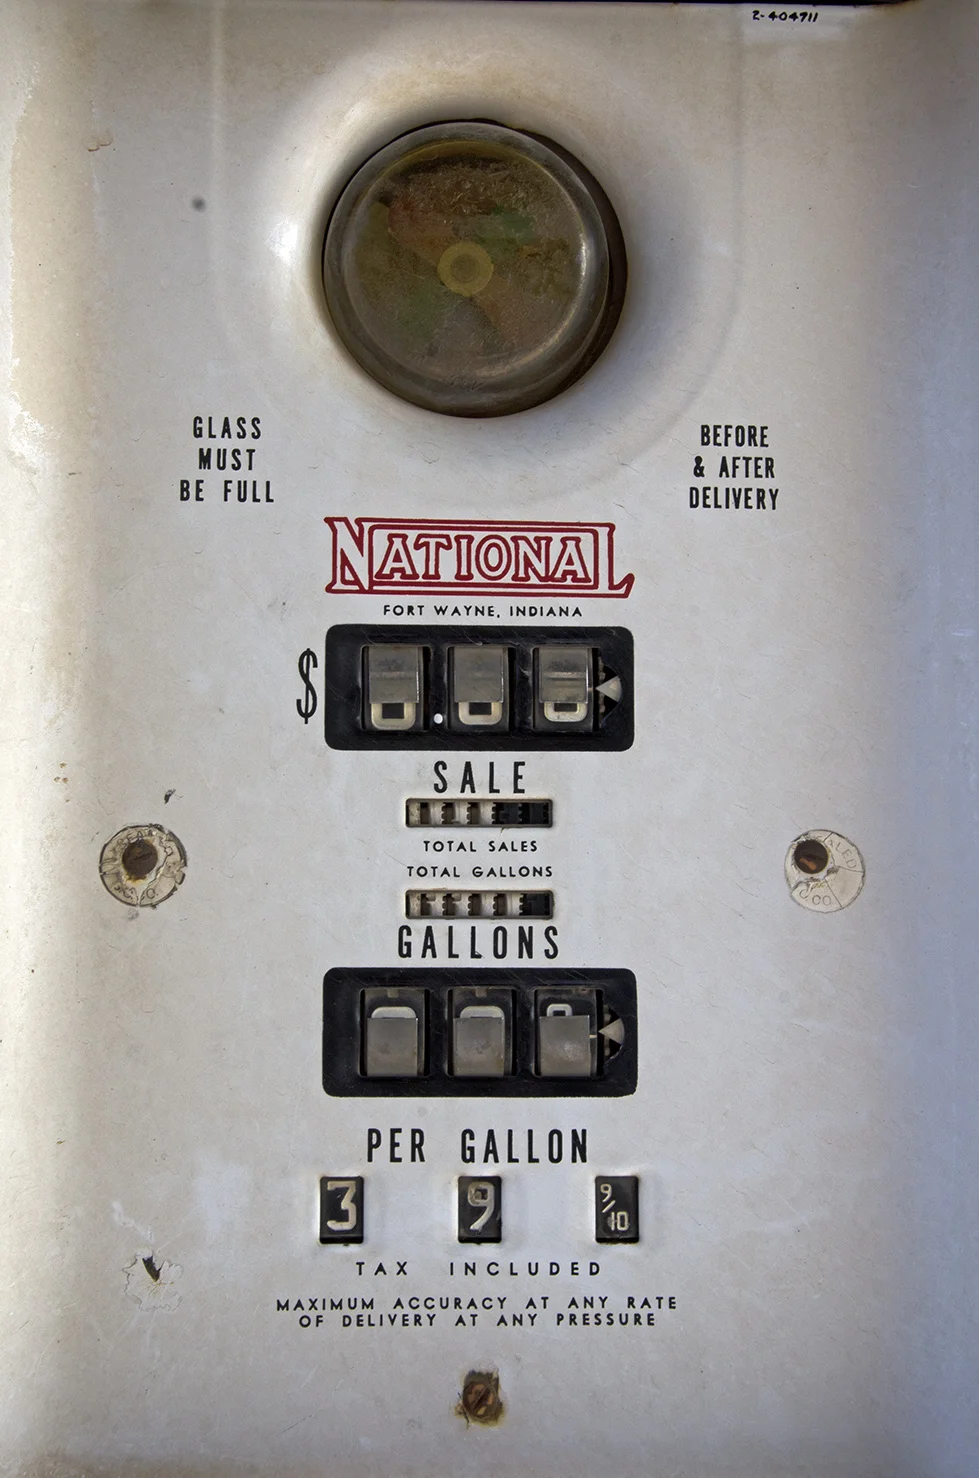 2-404711
GLASS
MUST
BE FULL
BEFORE
& AFTER
DELIVERY
NATIONAL
FORT WAYNE, INDIANA
$
SALE
TOTAL SALES
TOTAL GALLONS
GALLONS
PER GALLON
3 9 9/10
TAX INCLUDED
MAXIMUM ACCURACY AT ANY RATE
OF DELIVERY AT ANY PRESSURE